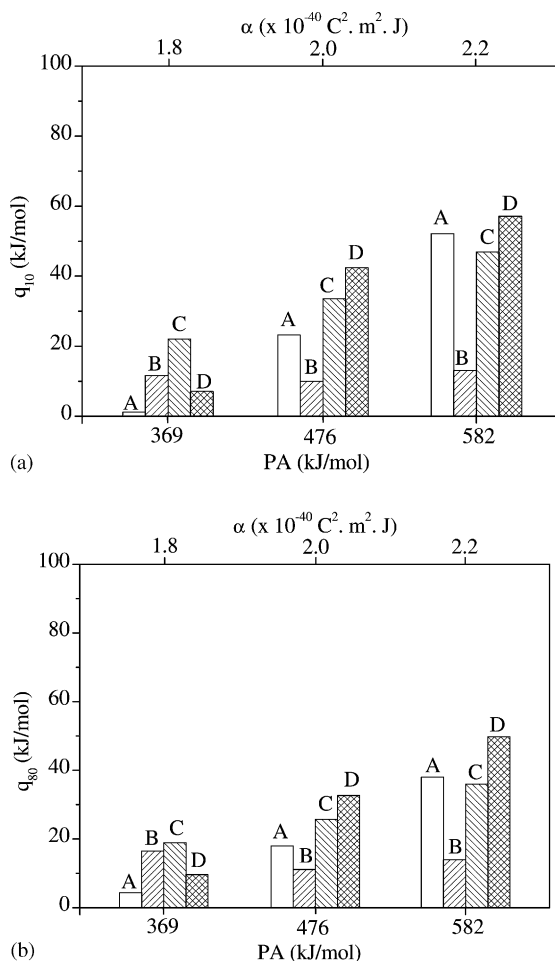 α (x 10⁻⁴⁰ C². m². J)
1.8 2.0 2.2
100
80
60
40
20
0
q₁₀ (kJ/mol)
A B C D
A B C D
A B C D
369 476 582
(a) PA (kJ/mol)
α (x 10⁻⁴⁰ C². m². J)
1.8 2.0 2.2
100
80
60
40
20
0
q₈₀ (kJ/mol)
A B C D
A B C D
A B C D
369 476 582
(b) PA (kJ/mol)